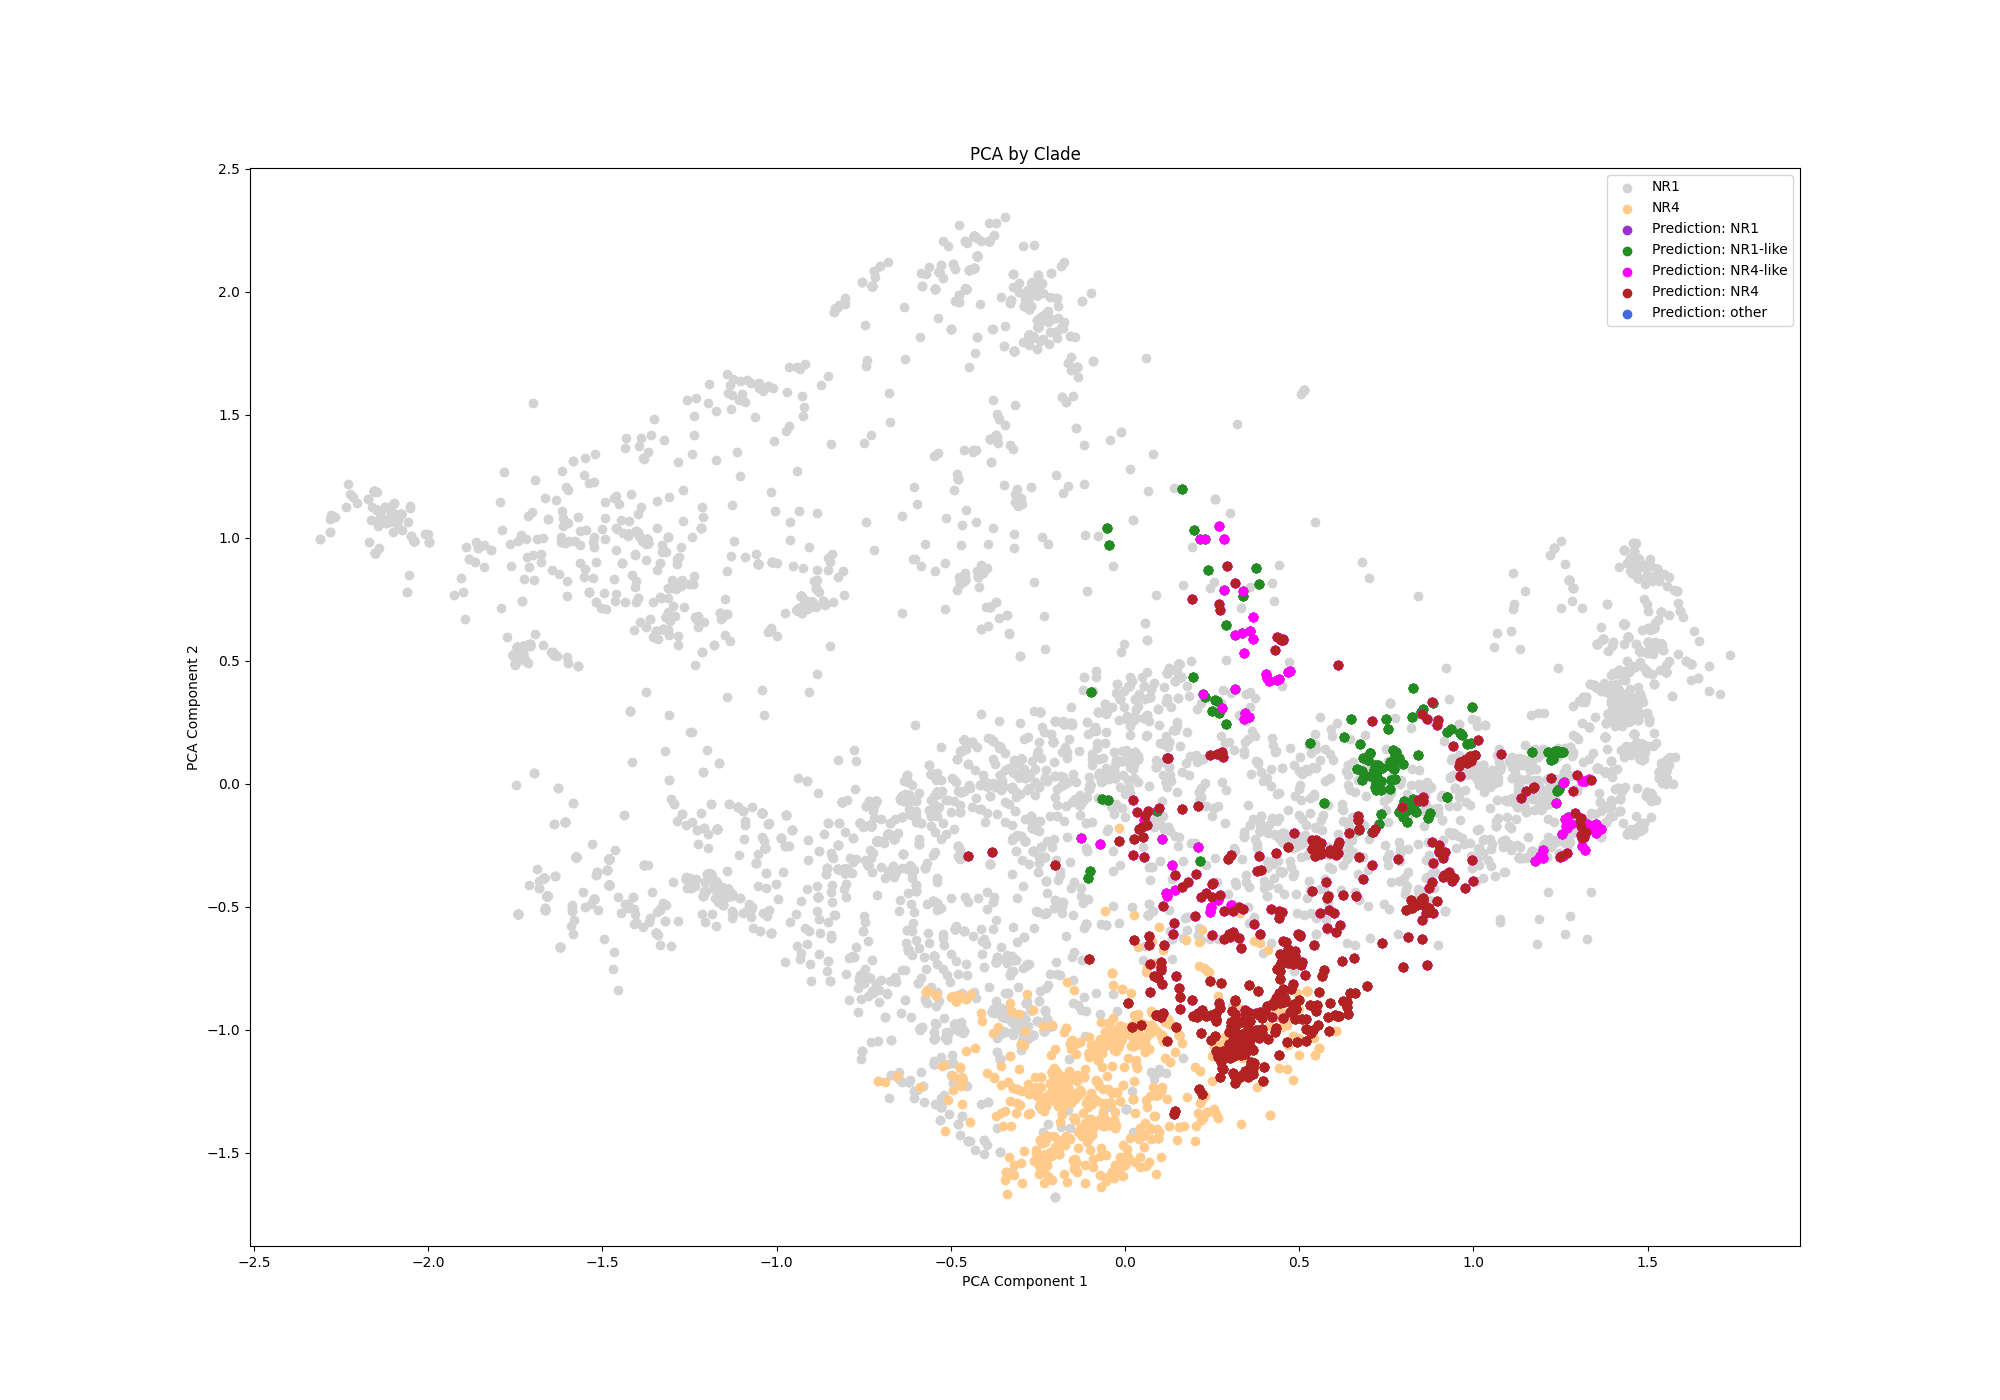 PCA by Clade
NR1
NR4
Prediction: NR1
Prediction: NR1-like
Prediction: NR4-like
Prediction: NR4
Prediction: other
PCA Component 2
2.5
2.0
1.5
1.0
0.5
0.0
−0.5
−1.0
−1.5
−2.5
−2.0
−1.5
−1.0
−0.5
0.0
0.5
1.0
1.5
PCA Component 1